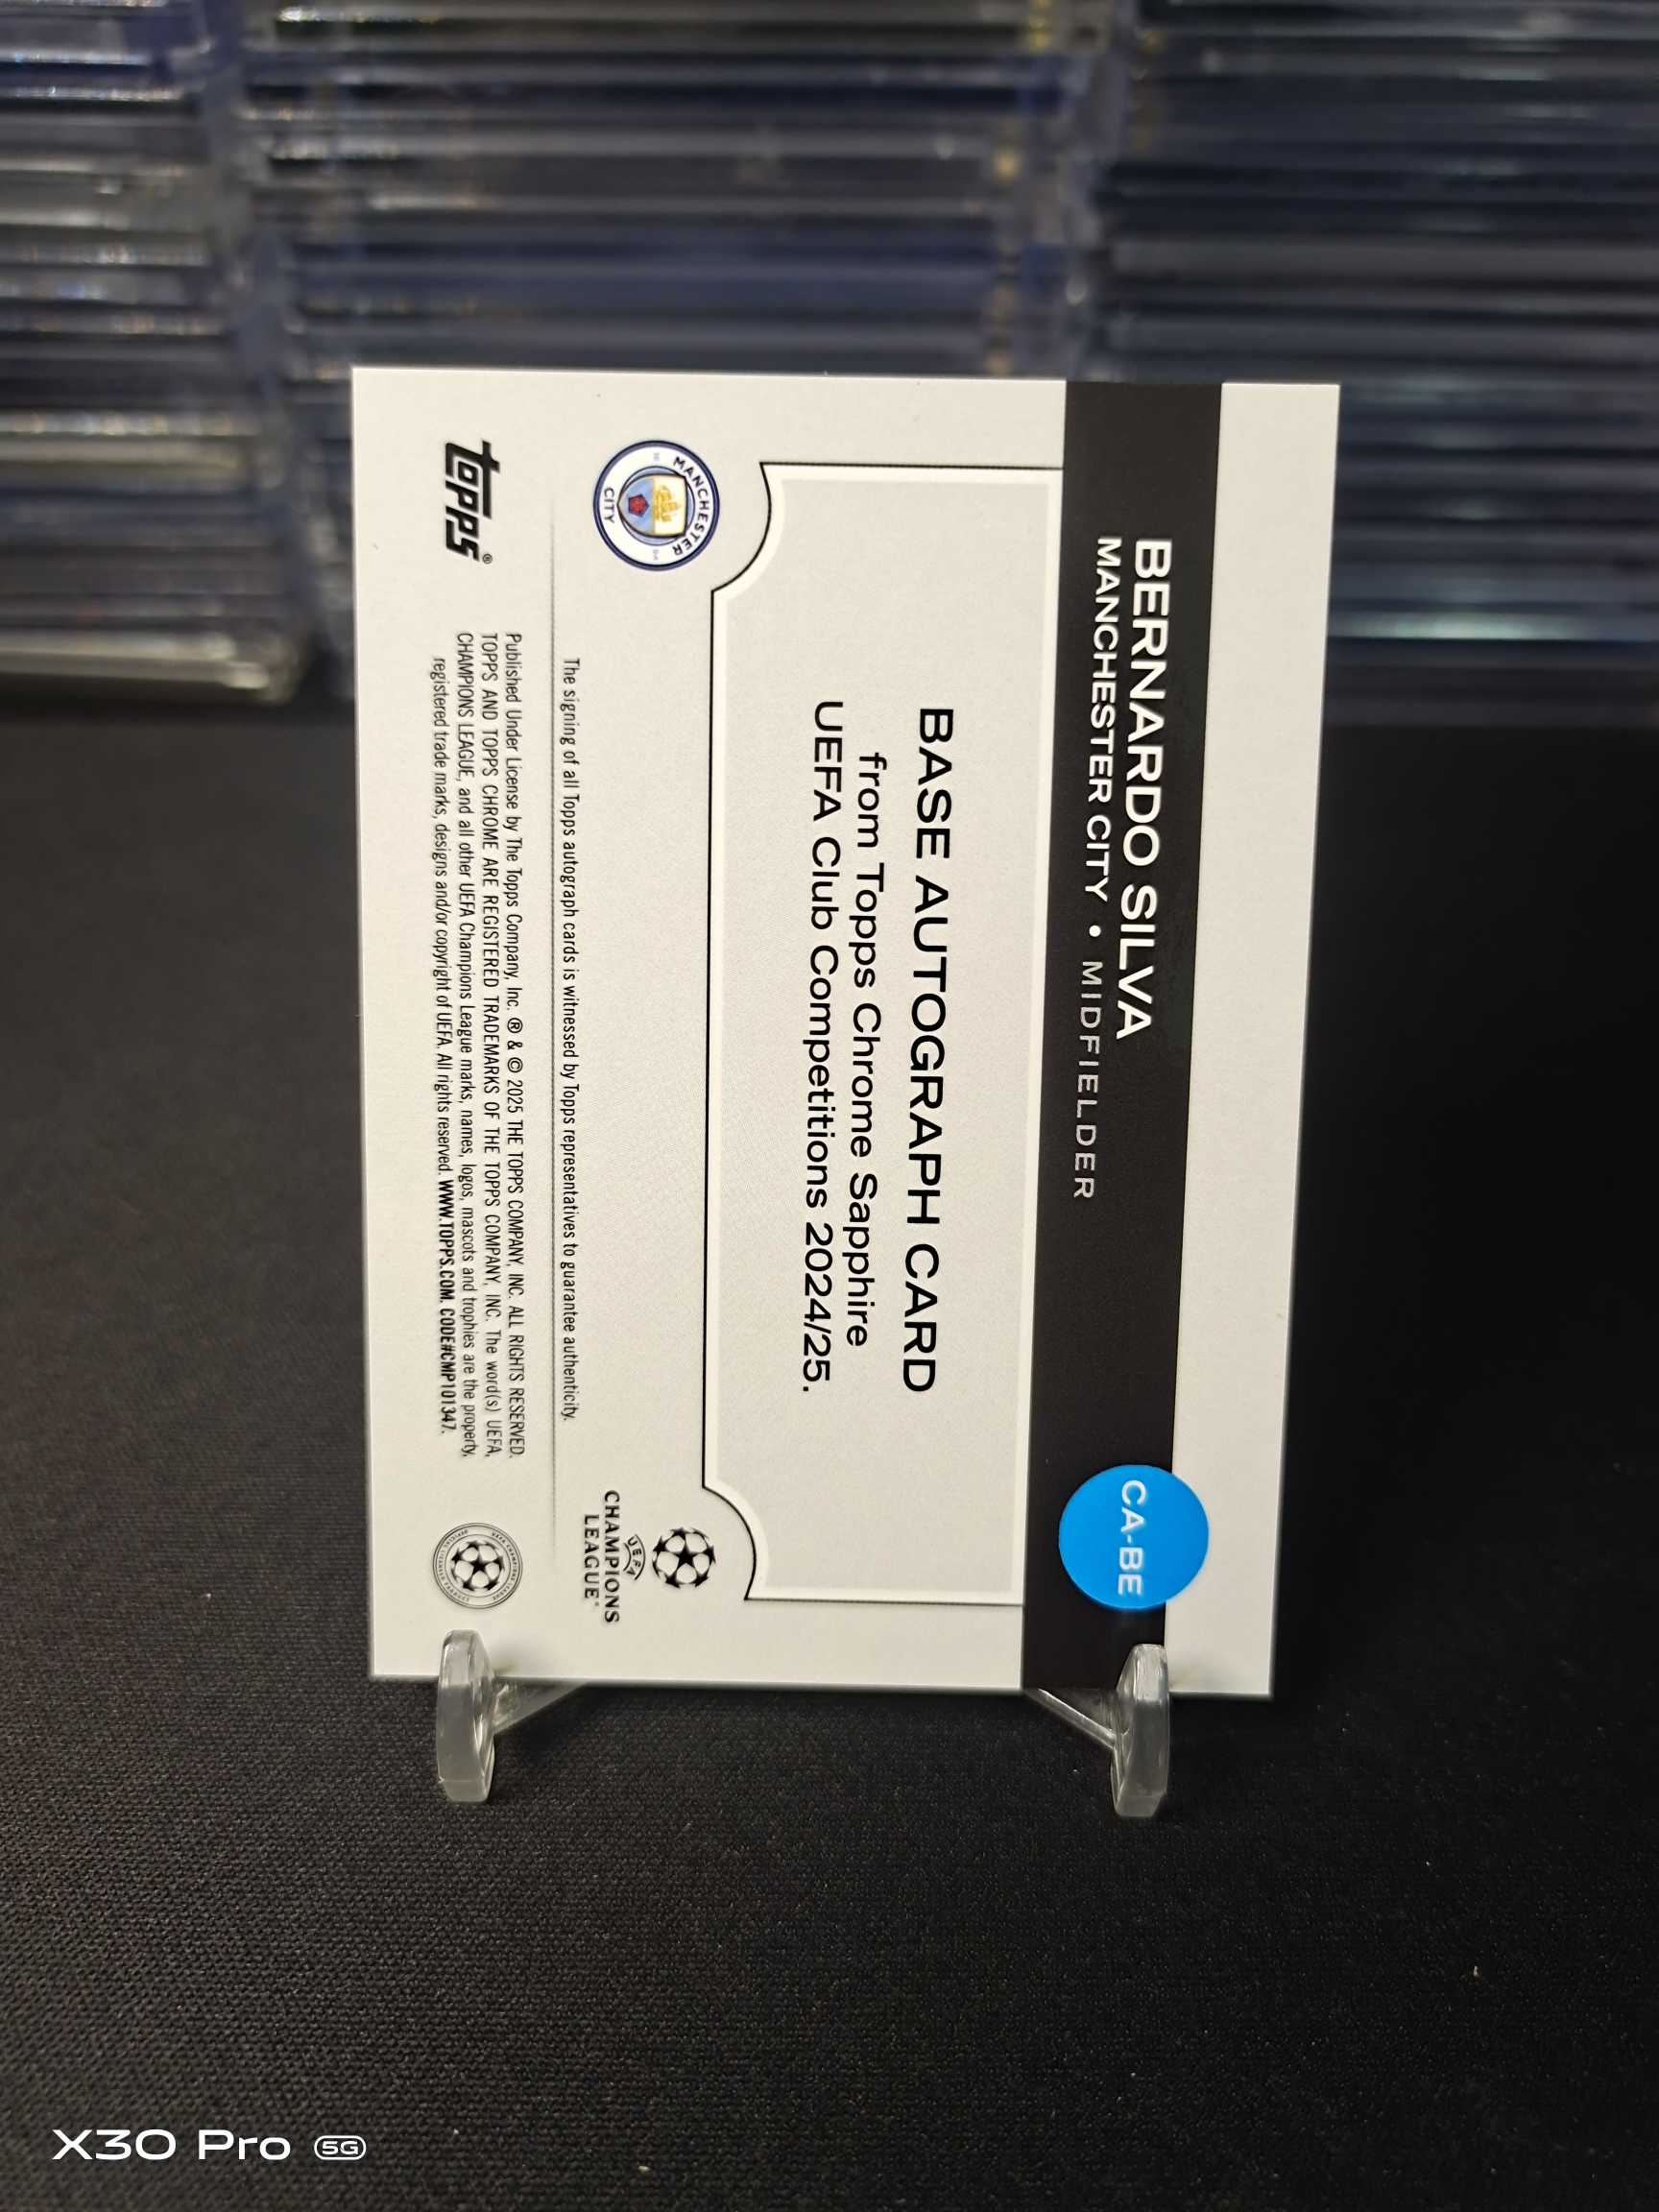 BERNARDO SILVA
MANCHESTER CITY • MIDFIELDER
CA-BE
BASE AUTOGRAPH CARD
from Topps Chrome Sapphire
UEFA Club Competitions 2024/25.
MANCHESTER
CITY
UEFA
CHAMPIONS
LEAGUE
The signing of all Topps autograph cards is witnessed by Topps representatives to guarantee authenticity.
topps®
Published Under License by The Topps Company, Inc. ® & © 2025 THE TOPPS COMPANY, INC. ALL RIGHTS RESERVED.
TOPPS AND TOPPS CHROME ARE REGISTERED TRADEMARKS OF THE TOPPS COMPANY, INC. The word(s) UEFA,
CHAMPIONS LEAGUE, and all other UEFA Champions League marks, names, logos, mascots and trophies are the property,
registered trade marks, designs and/or copyright of UEFA. All rights reserved. WWW.TOPPS.COM. CODE#CMP101347.
X30 Pro 5G